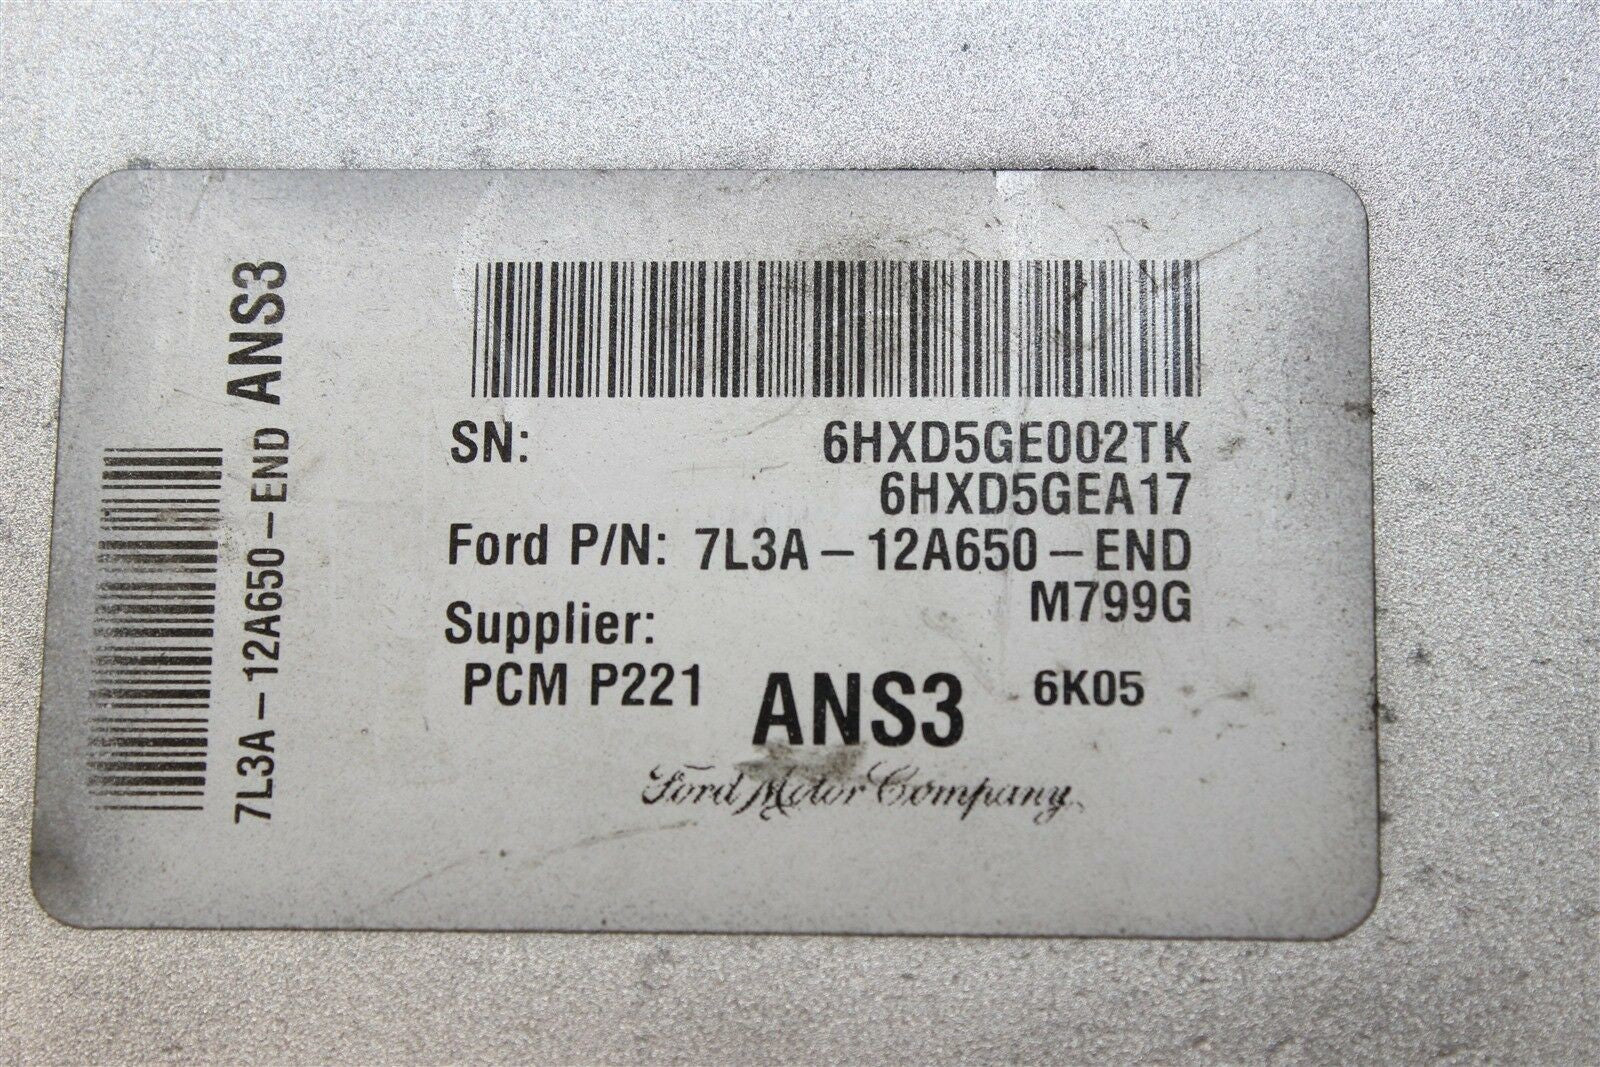 7L3A-12A650-END ANS3
SN: 6HXD5GE002TK
6HXD5GEA17
Ford P/N: 7L3A-12A650-END
M799G
Supplier:
PCM P221 ANS3 6K05
Ford Motor Company